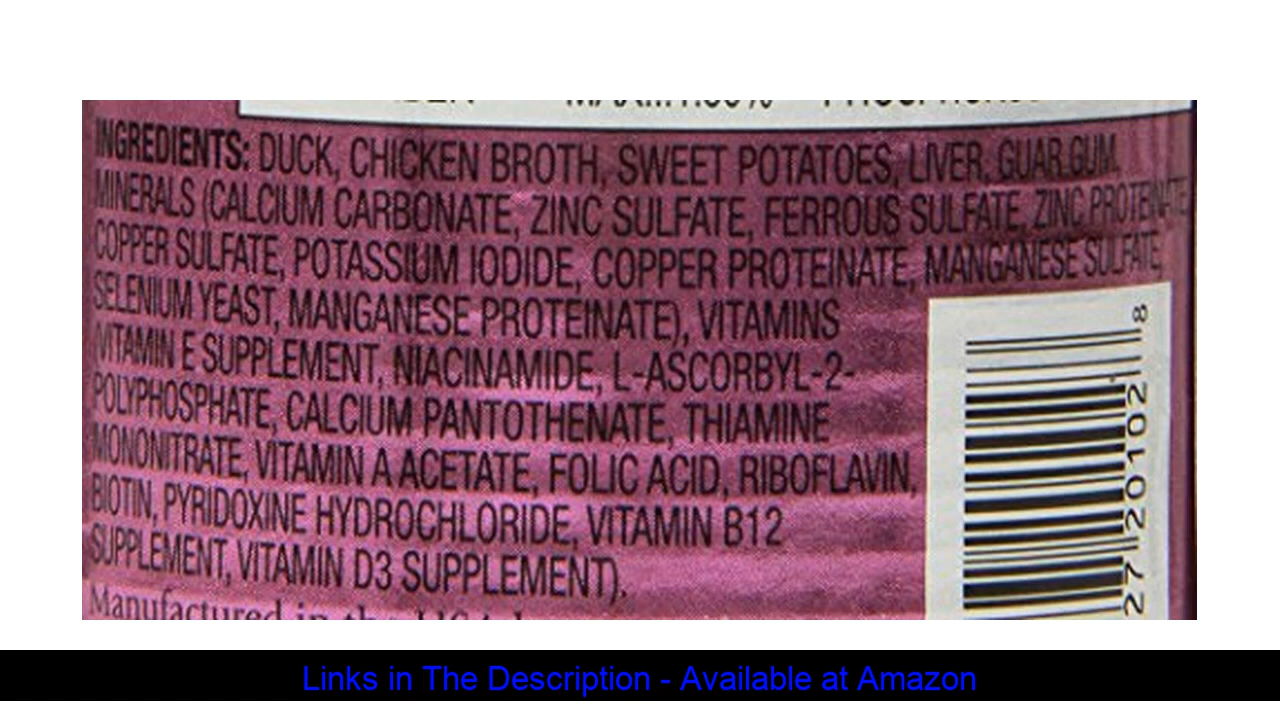 INGREDIENTS: DUCK, CHICKEN BROTH, SWEET POTATOES, LIVER, GUAR GUM,
MINERALS (CALCIUM CARBONATE, ZINC SULFATE, FERROUS SULFATE, ZINC PROTEINATE,
COPPER SULFATE, POTASSIUM IODIDE, COPPER PROTEINATE, MANGANESE SULFATE,
SELENIUM YEAST, MANGANESE PROTEINATE), VITAMINS
(VITAMIN E SUPPLEMENT, NIACINAMIDE, L-ASCORBYL-2-
POLYPHOSPHATE, CALCIUM PANTOTHENATE, THIAMINE
MONONITRATE, VITAMIN A ACETATE, FOLIC ACID, RIBOFLAVIN,
BIOTIN, PYRIDOXINE HYDROCHLORIDE, VITAMIN B12
SUPPLEMENT, VITAMIN D3 SUPPLEMENT).
Manufactured in the USA
27 20102 8
Links in The Description - Available at Amazon